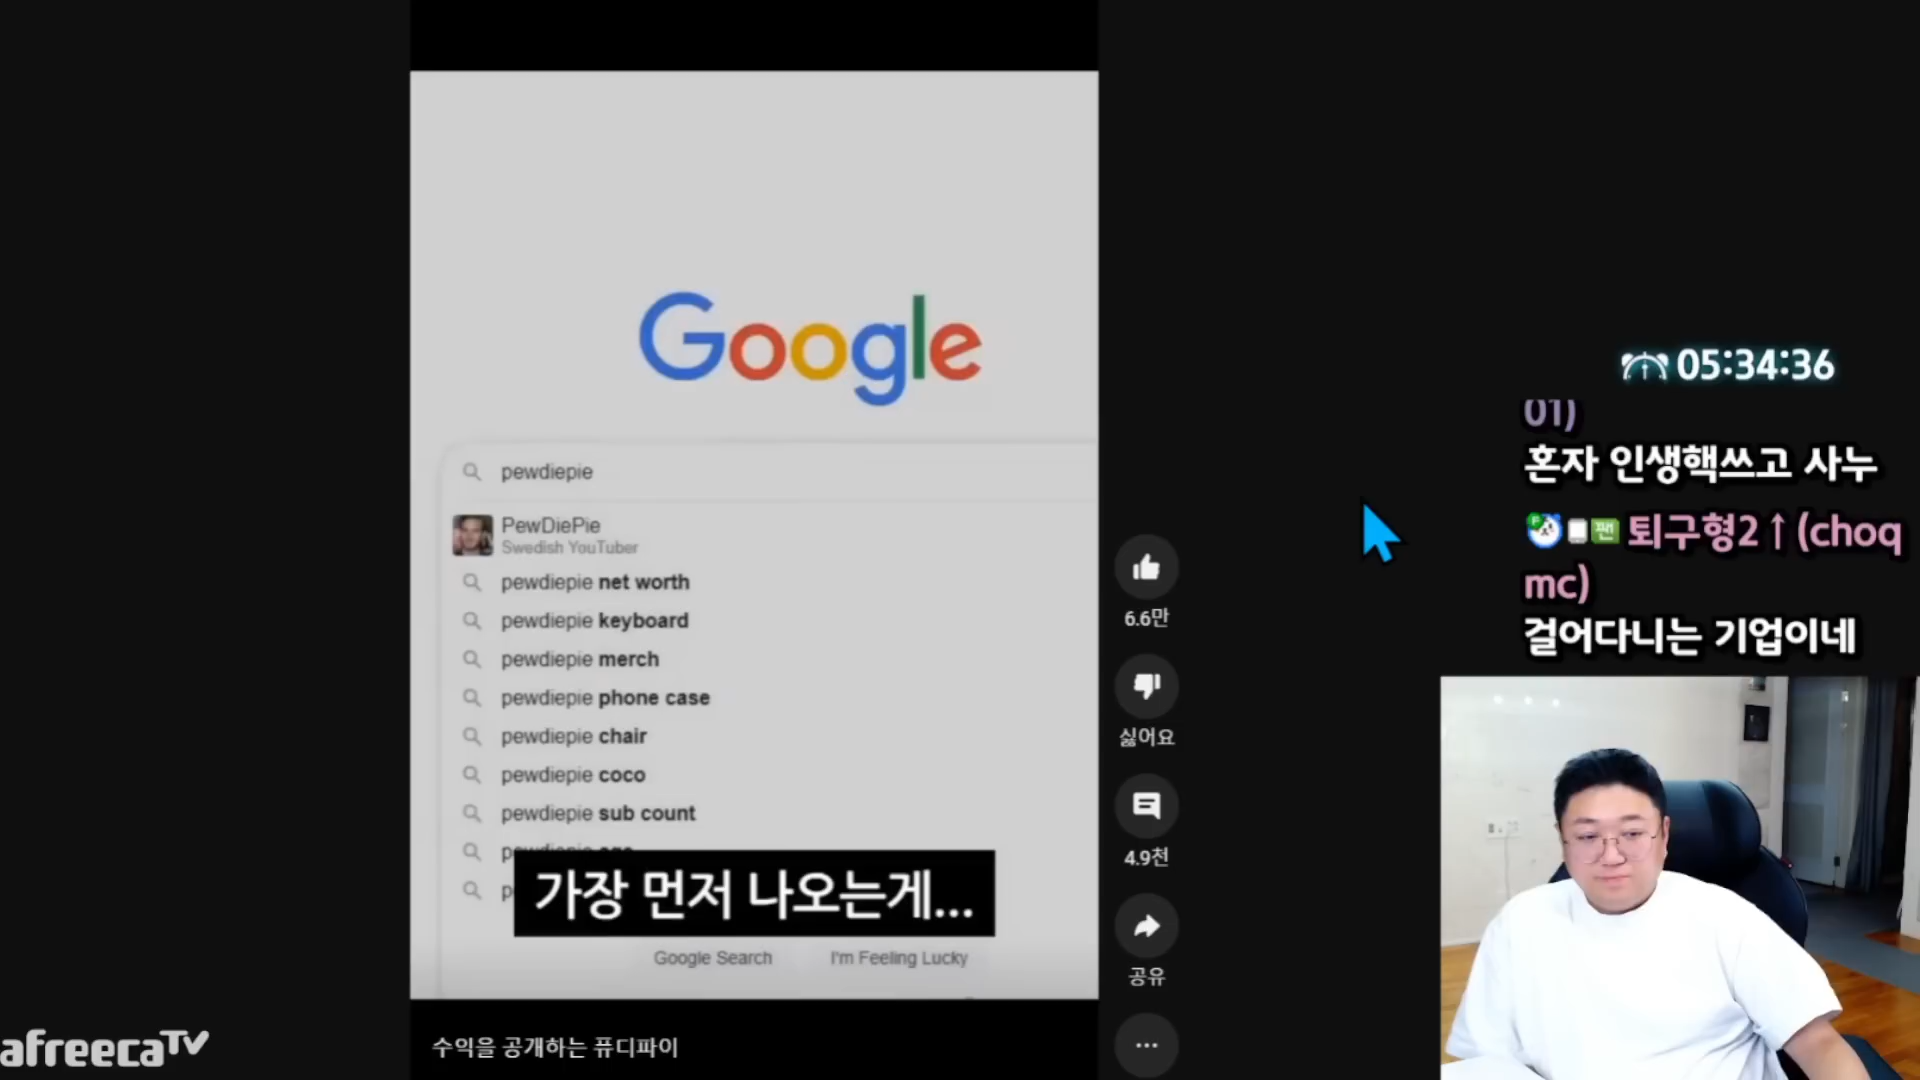 Google
pewdiepie
PewDiePie
Swedish YouTuber
pewdiepie net worth
pewdiepie keyboard
pewdiepie merch
pewdiepie phone case
pewdiepie chair
pewdiepie coco
pewdiepie sub count
가장 먼저 나오는게...
Google Search
I'm Feeling Lucky
수익을 공개하는 퓨디파이
6.6만
싫어요
4.9천
공유
05:34:36
01)
혼자 인생핵쓰고 사누
팬 퇴구형2↑(choq
mc)
걸어다니는 기업이네
afreecaTV